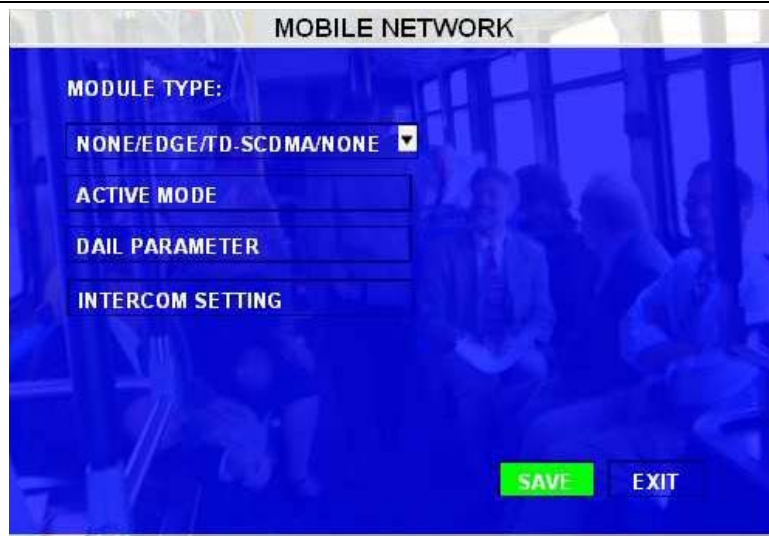 MOBILE NETWORK
MODULE TYPE:
NONE/EDGE/TD-SCDMA/NONE
ACTIVE MODE
DAIL PARAMETER
INTERCOM SETTING
SAVE EXIT